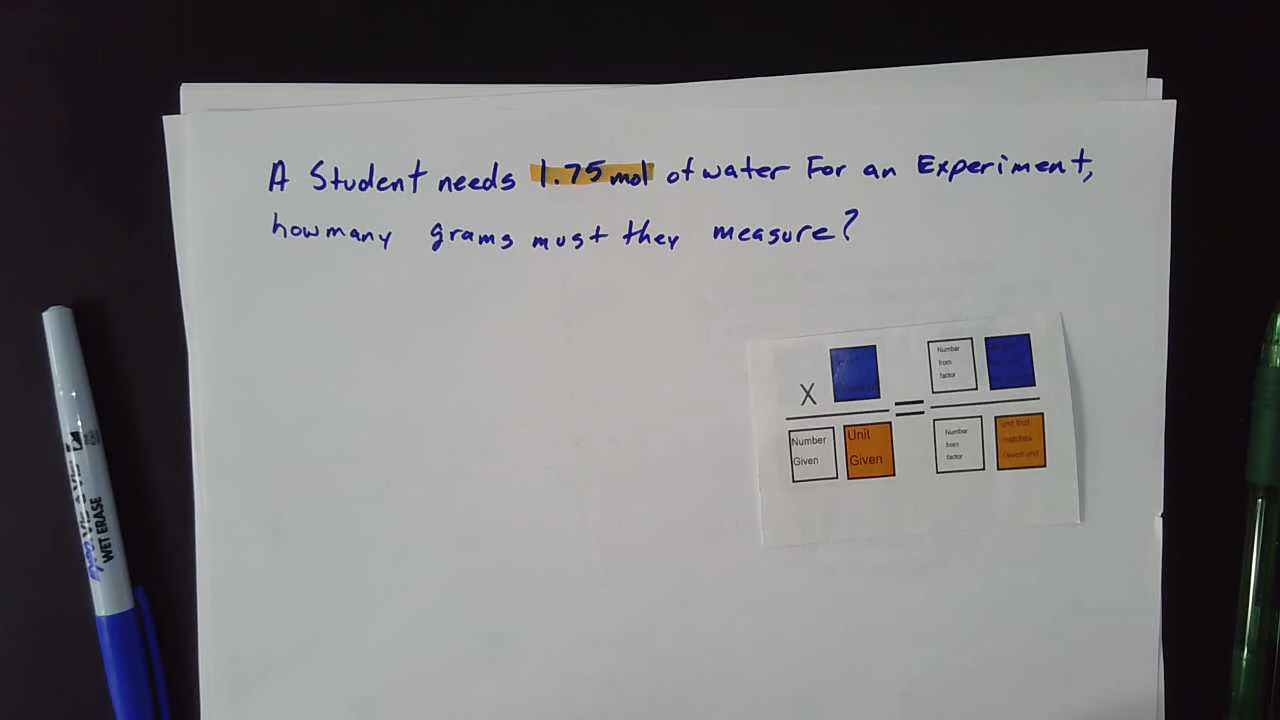 A Student needs 1.75 mol of water For an Experiment,
how many grams must they measure?
X
Number
from
factor
=
Number
Given
Unit
Given
Number
from
factor
unit that
matches
Given unit
EXPO
VIS-À-VIS
WET ERASE